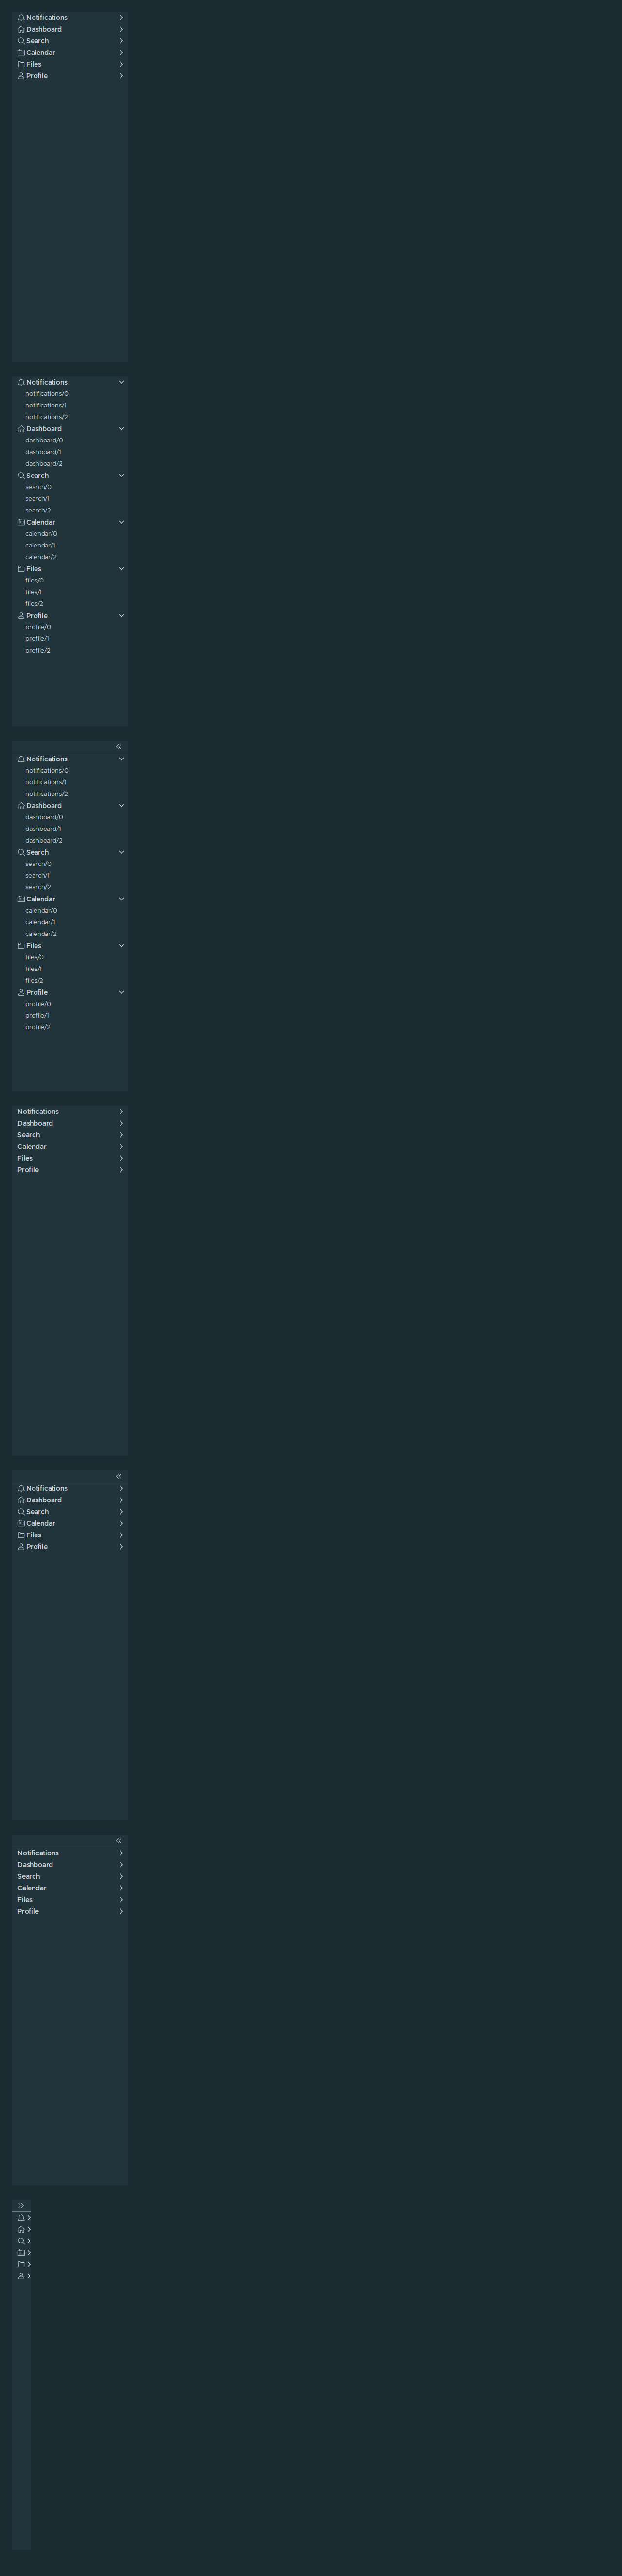 Notifications
Dashboard
Search
Calendar
Files
Profile
Notifications
notifications/0
notifications/1
notifications/2
Dashboard
dashboard/0
dashboard/1
dashboard/2
Search
search/0
search/1
search/2
Calendar
calendar/0
calendar/1
calendar/2
Files
files/0
files/1
files/2
Profile
profile/0
profile/1
profile/2
Notifications
notifications/0
notifications/1
notifications/2
Dashboard
dashboard/0
dashboard/1
dashboard/2
Search
search/0
search/1
search/2
Calendar
calendar/0
calendar/1
calendar/2
Files
files/0
files/1
files/2
Profile
profile/0
profile/1
profile/2
Notifications
Dashboard
Search
Calendar
Files
Profile
Notifications
Dashboard
Search
Calendar
Files
Profile
Notifications
Dashboard
Search
Calendar
Files
Profile